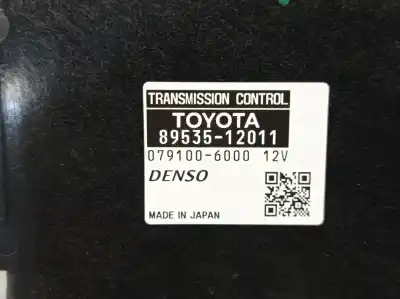 TRANSMISSION CONTROL
TOYOTA
89535-12011
079100-6000 12V
DENSO
MADE IN JAPAN